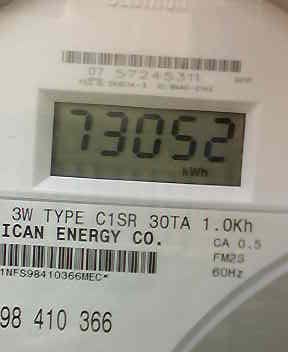 07 57245311
73052
kWh
3W TYPE C1SR 30TA 1.0Kh
ICAN ENERGY CO.
CA 0.5
FM2S
60Hz
1NFS98410366MEC*
98 410 366